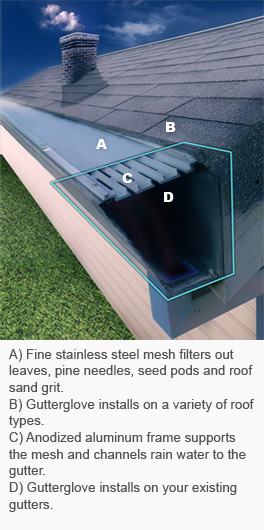 A
B
C
D
A) Fine stainless steel mesh filters out
leaves, pine needles, seed pods and roof
sand grit.
B) Gutterglove installs on a variety of roof
types.
C) Anodized aluminum frame supports
the mesh and channels rain water to the
gutter.
D) Gutterglove installs on your existing
gutters.